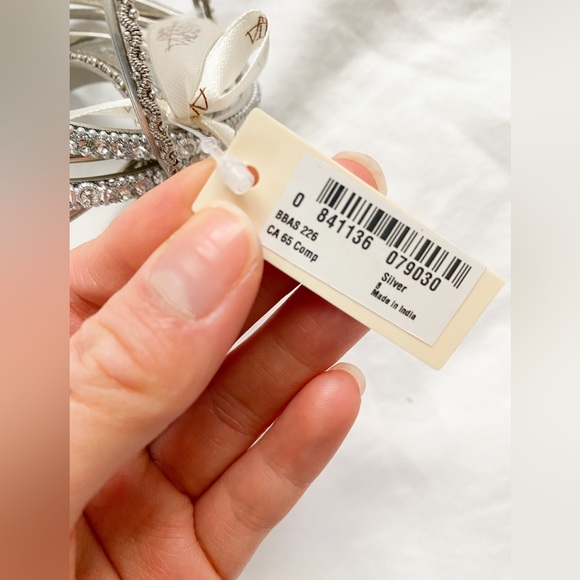 0 841136 079030
BBAS 226
CA 65 Comp
Silver
Made in India